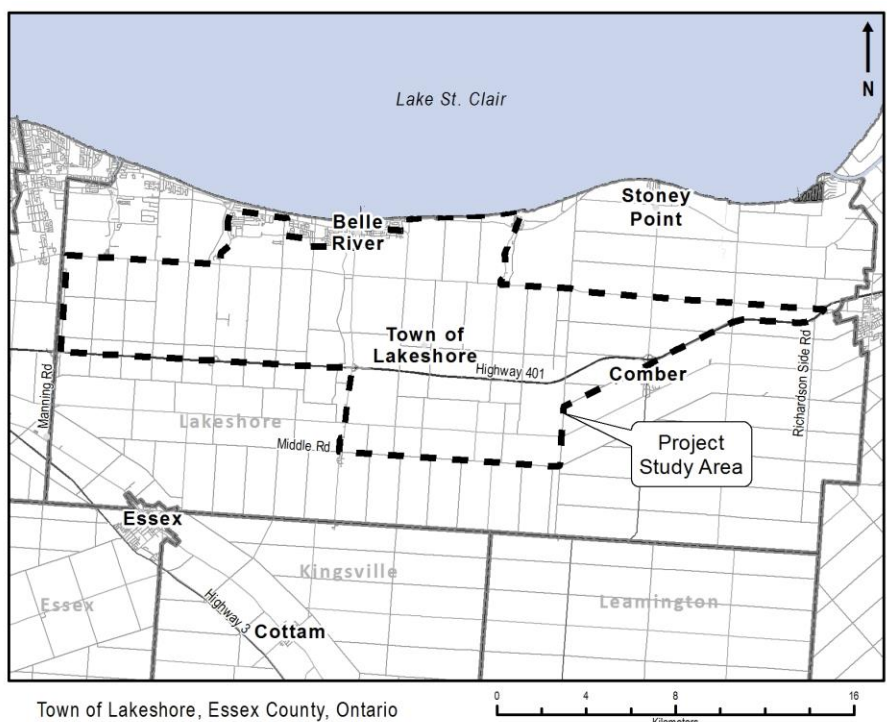 N
Lake St. Clair
Stoney
Point
Belle
River
Town of
Lakeshore
Highway 401
Comber
Manning Rd
Richardson Side Rd
Lakeshore
Middle Rd
Project
Study Area
Essex
Kingsville
Essex
Leamington
Highway 3
Cottam
Town of Lakeshore, Essex County, Ontario
0 4 8 16
Kilometers